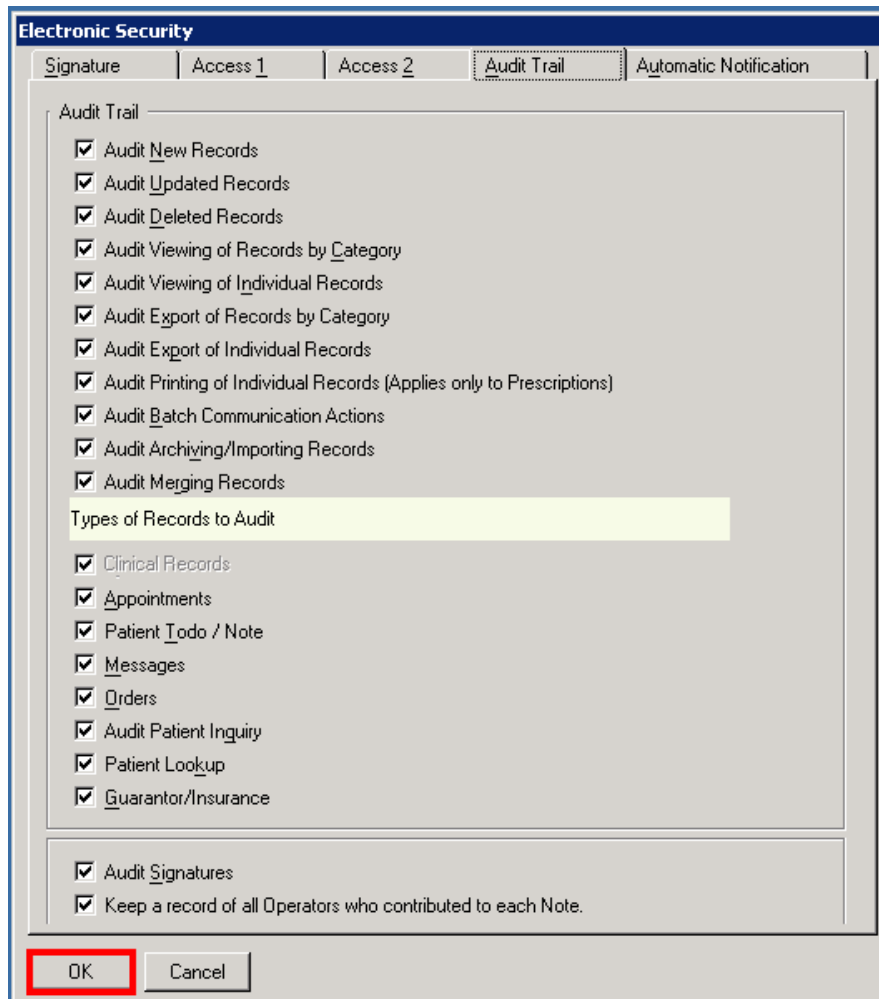 Electronic Security
Signature Access 1 Access 2 Audit Trail Automatic Notification
Audit Trail
Audit New Records
Audit Updated Records
Audit Deleted Records
Audit Viewing of Records by Category
Audit Viewing of Individual Records
Audit Export of Records by Category
Audit Export of Individual Records
Audit Printing of Individual Records (Applies only to Prescriptions)
Audit Batch Communication Actions
Audit Archiving/Importing Records
Audit Merging Records
Types of Records to Audit
Clinical Records
Appointments
Patient Todo / Note
Messages
Orders
Audit Patient Inquiry
Patient Lookup
Guarantor/Insurance
Audit Signatures
Keep a record of all Operators who contributed to each Note.
OK Cancel